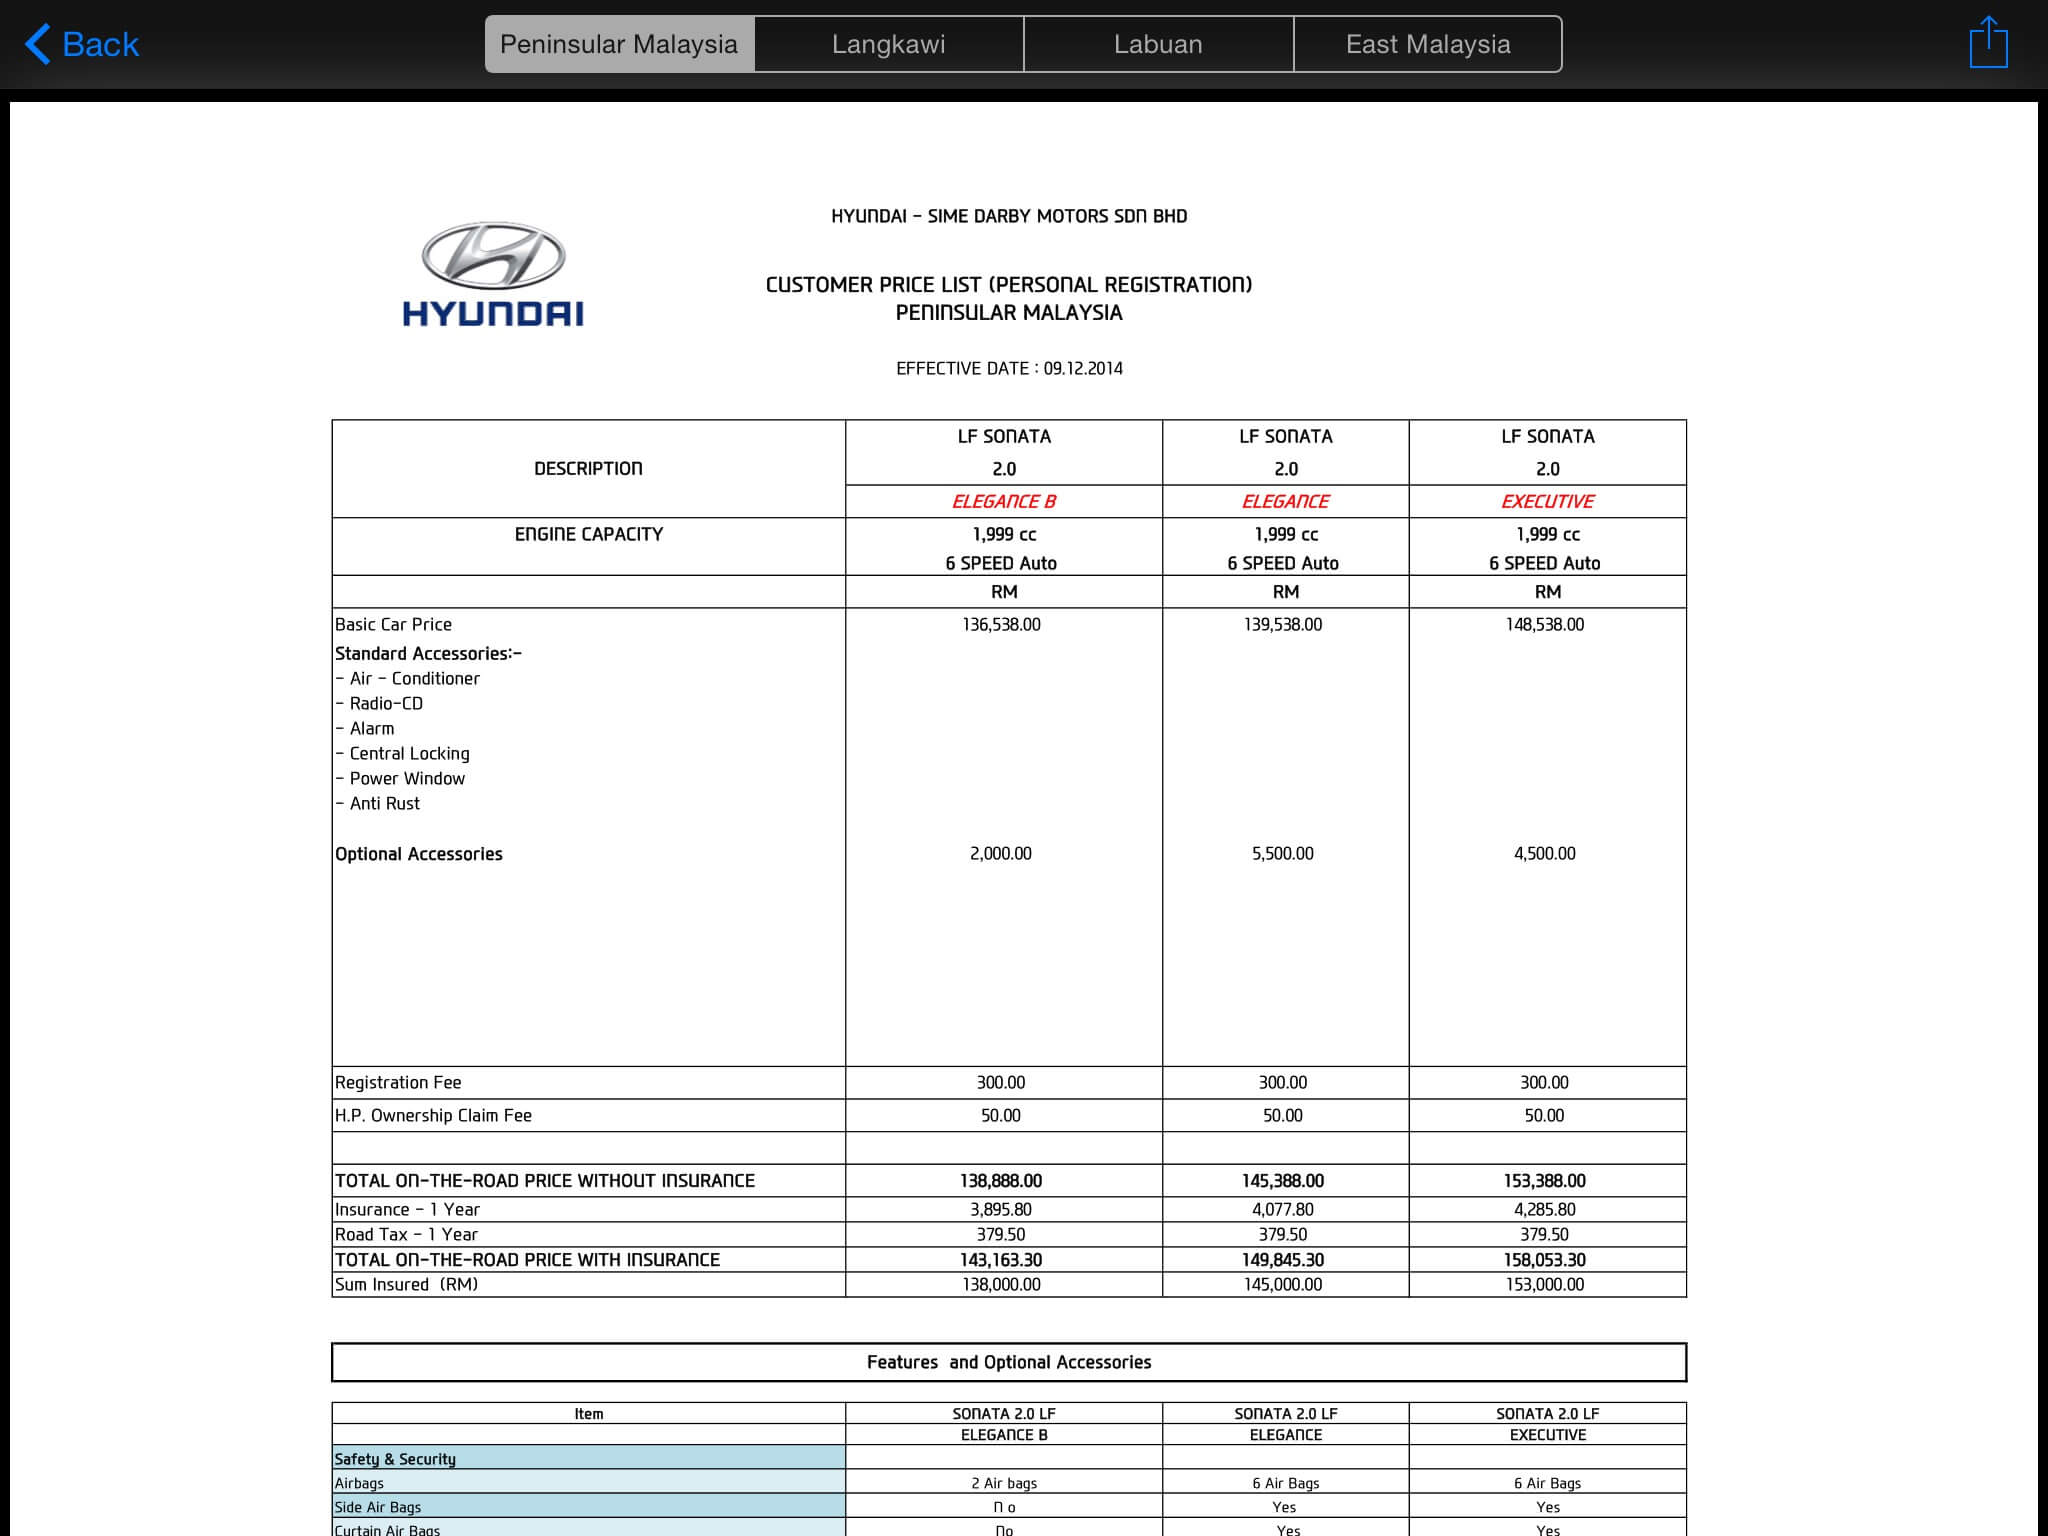 Back
Peninsular Malaysia Langkawi Labuan East Malaysia
HYUNDAI - SIME DARBY MOTORS SDN BHD
HYUNDAI
CUSTOMER PRICE LIST (PERSONAL REGISTRATION)
PENINSULAR MALAYSIA
EFFECTIVE DATE : 09.12.2014
LF SONATA LF SONATA LF SONATA
DESCRIPTION 2.0 2.0 2.0
ELEGANCE B ELEGANCE EXECUTIVE
ENGINE CAPACITY 1,999 cc 1,999 cc 1,999 cc
6 SPEED Auto 6 SPEED Auto 6 SPEED Auto
RM RM RM
Basic Car Price 136,538.00 139,538.00 148,538.00
Standard Accessories:-
- Air - Conditioner
- Radio-CD
- Alarm
- Central Locking
- Power Window
- Anti Rust
Optional Accessories 2,000.00 5,500.00 4,500.00
Registration Fee 300.00 300.00 300.00
H.P. Ownership Claim Fee 50.00 50.00 50.00
TOTAL ON-THE-ROAD PRICE WITHOUT INSURANCE 138,888.00 145,388.00 153,388.00
Insurance - 1 Year 3,895.80 4,077.80 4,285.80
Road Tax - 1 Year 379.50 379.50 379.50
TOTAL ON-THE-ROAD PRICE WITH INSURANCE 143,163.30 149,845.30 158,053.30
Sum Insured (RM) 138,000.00 145,000.00 153,000.00
Features and Optional Accessories
Item SONATA 2.0 LF SONATA 2.0 LF SONATA 2.0 LF
ELEGANCE B ELEGANCE EXECUTIVE
Safety & Security
Airbags 2 Air bags 6 Air Bags 6 Air Bags
Side Air Bags N o Yes Yes
Curtain Air Bags No Yes Yes